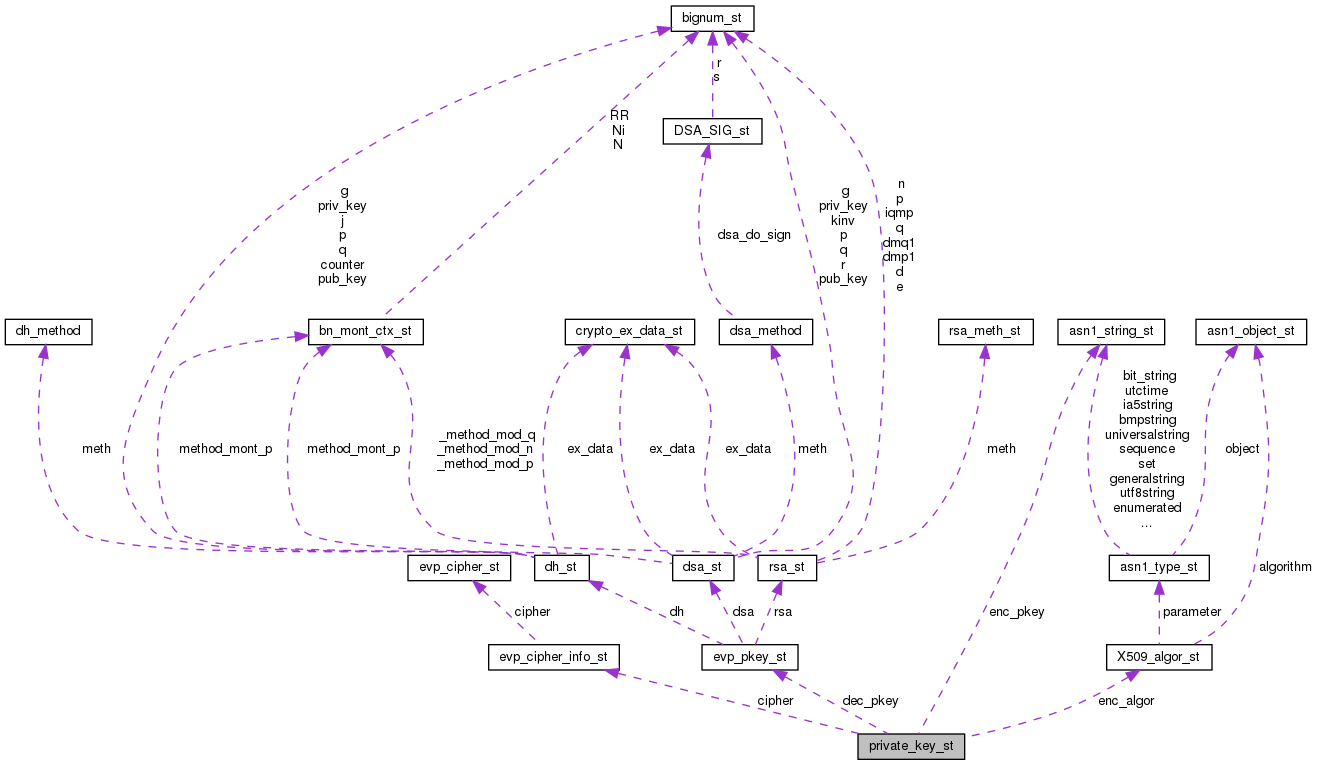 bignum_st
r
s
RR
Ni
N
DSA_SIG_st
g
priv_key
j
p
q
counter
pub_key
dsa_do_sign
g
priv_key
kinv
p
q
r
pub_key
n
p
iqmp
q
dmq1
dmp1
d
e
dh_method
bn_mont_ctx_st
crypto_ex_data_st
dsa_method
rsa_meth_st
asn1_string_st
asn1_object_st
meth
method_mont_p
method_mont_p
_method_mod_q
_method_mod_n
_method_mod_p
ex_data
ex_data
ex_data
meth
meth
bit_string
utctime
ia5string
bmpstring
universalstring
sequence
set
generalstring
utf8string
enumerated
...
object
evp_cipher_st
dh_st
dsa_st
rsa_st
asn1_type_st
algorithm
cipher
dh
dsa
rsa
enc_pkey
parameter
evp_cipher_info_st
evp_pkey_st
X509_algor_st
cipher
dec_pkey
enc_algor
private_key_st